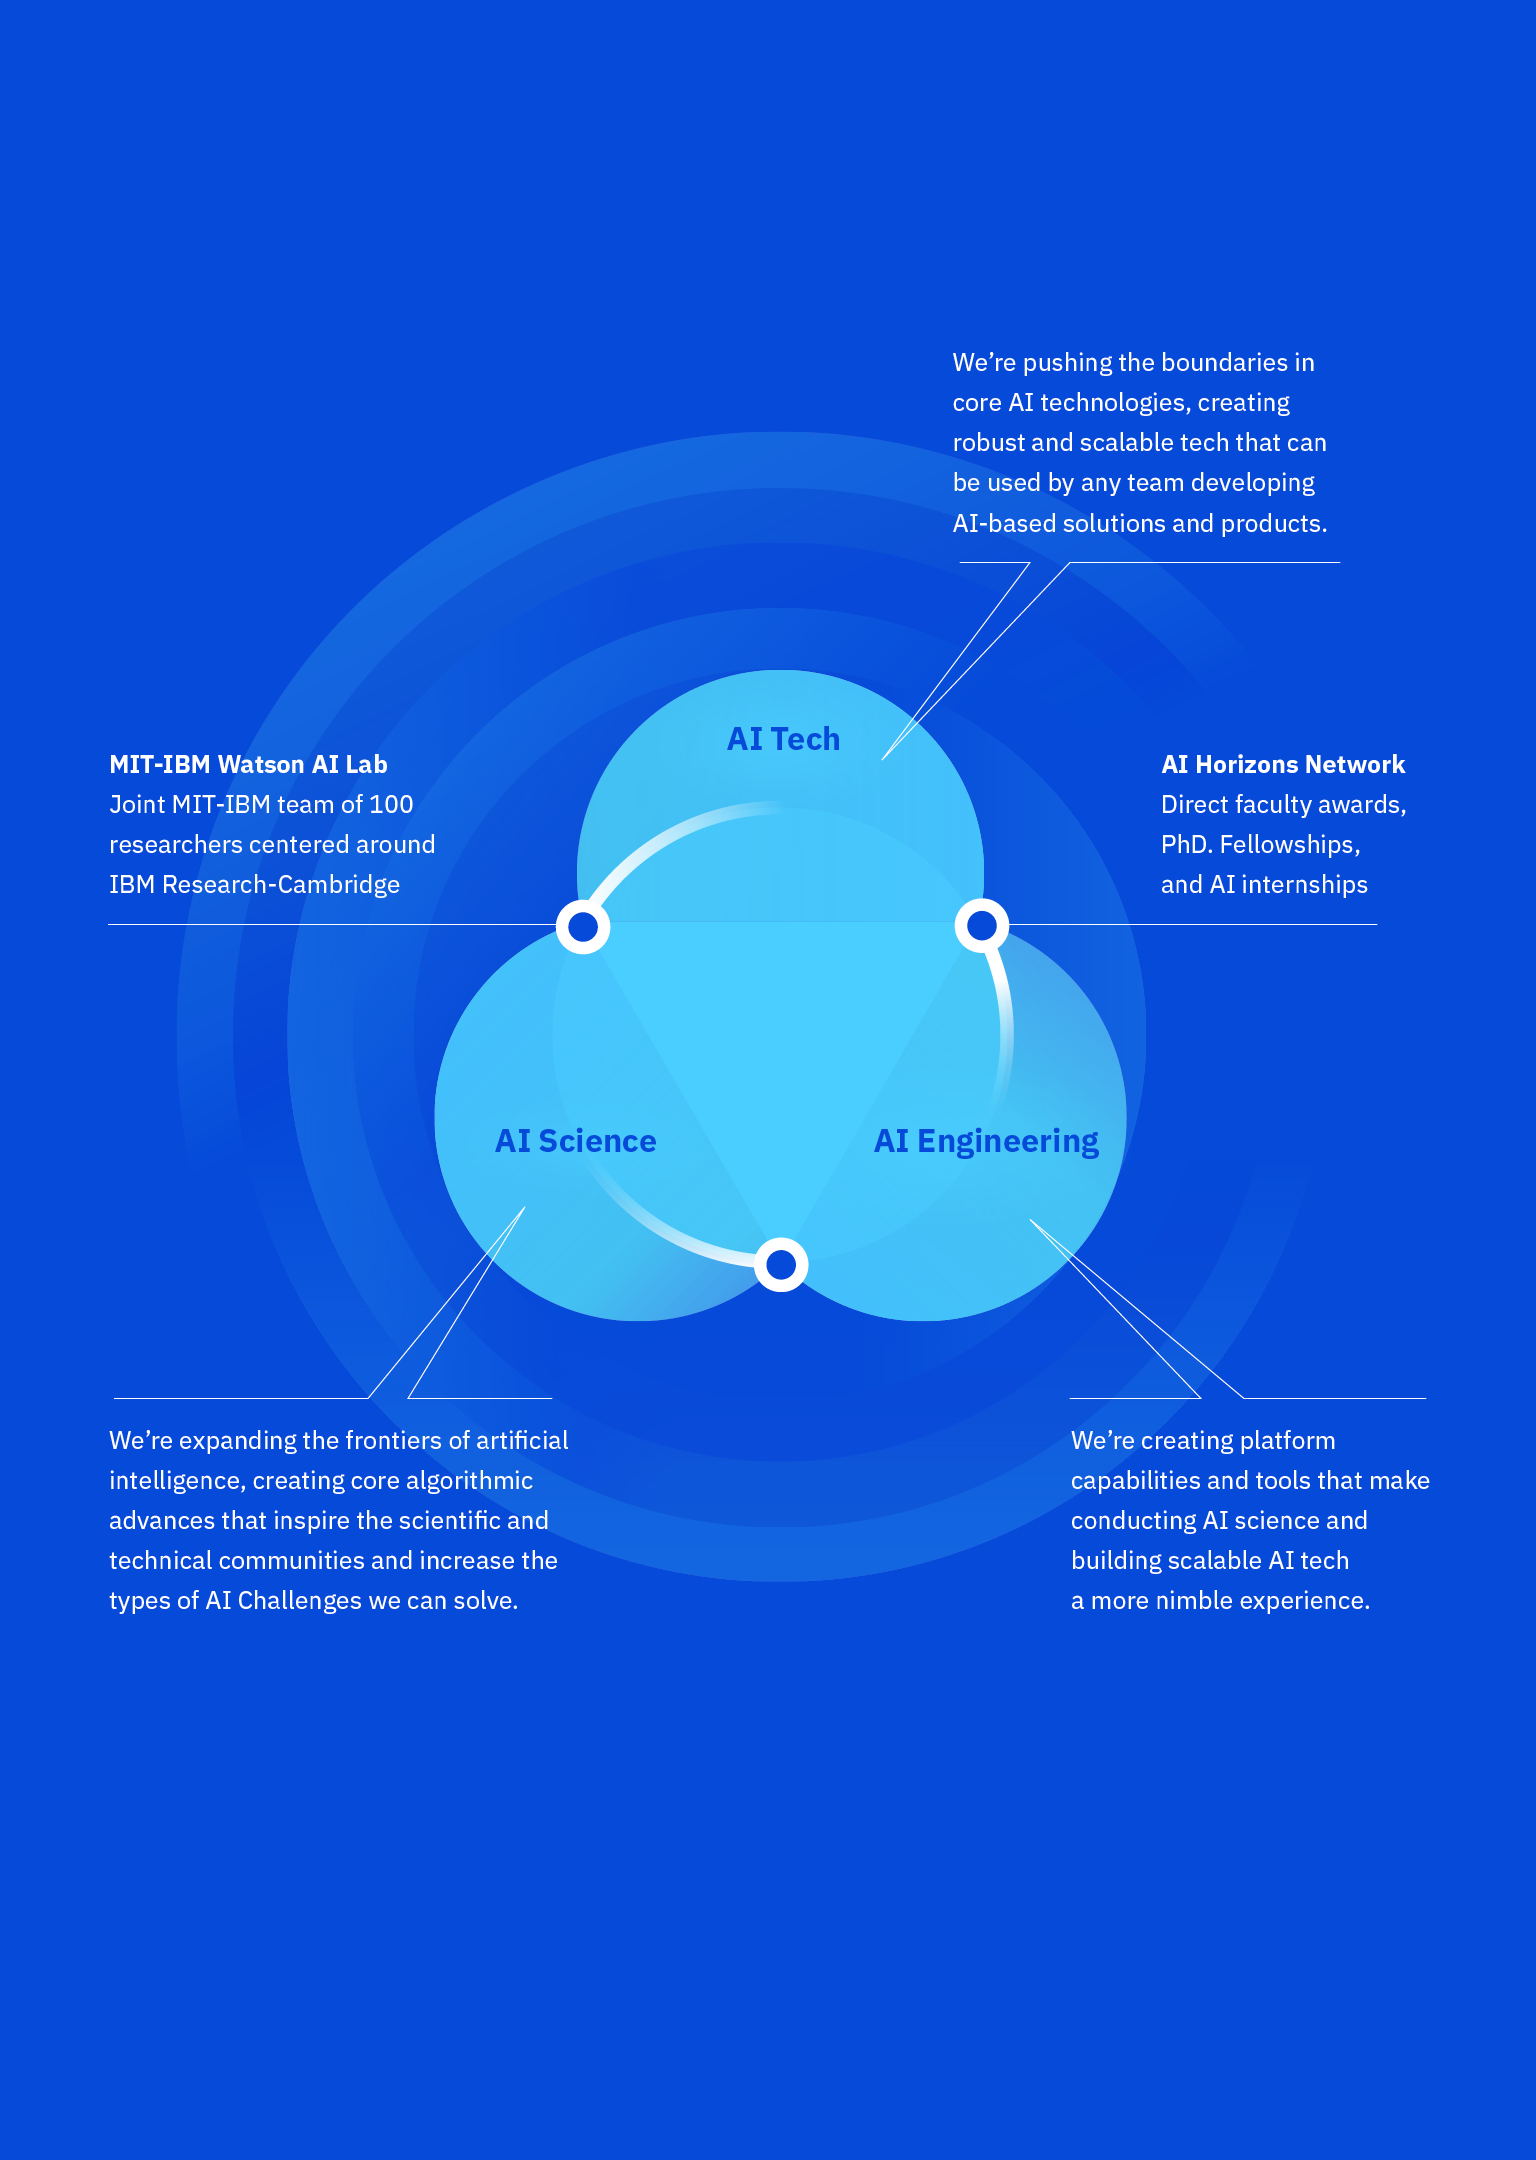 We’re pushing the boundaries in
core AI technologies, creating
robust and scalable tech that can
be used by any team developing
AI-based solutions and products.
AI Tech
MIT-IBM Watson AI Lab
Joint MIT-IBM team of 100
researchers centered around
IBM Research-Cambridge
AI Horizons Network
Direct faculty awards,
PhD. Fellowships,
and AI internships
AI Science
AI Engineering
We’re expanding the frontiers of artificial
intelligence, creating core algorithmic
advances that inspire the scientific and
technical communities and increase the
types of AI Challenges we can solve.
We’re creating platform
capabilities and tools that make
conducting AI science and
building scalable AI tech
a more nimble experience.